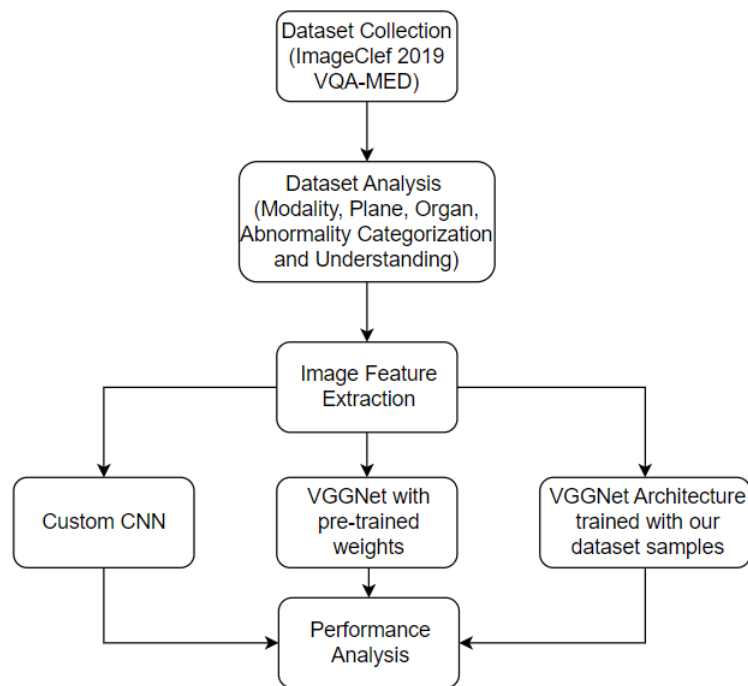 Dataset Collection
(ImageClef 2019
VQA-MED)
Dataset Analysis
(Modality, Plane, Organ,
Abnormality Categorization
and Understanding)
Image Feature
Extraction
Custom CNN
VGGNet with
pre-trained
weights
VGGNet Architecture
trained with our
dataset samples
Performance
Analysis